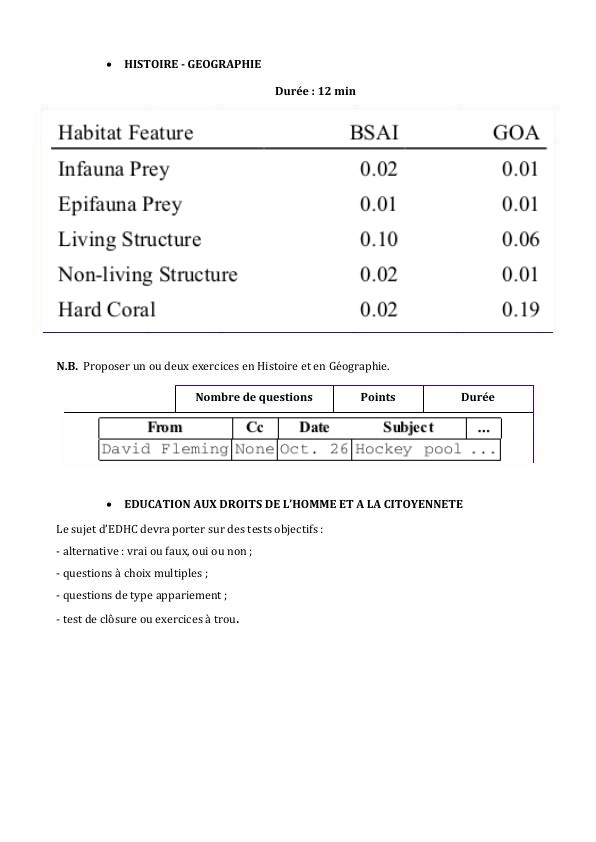 • HISTOIRE - GEOGRAPHIE
Durée : 12 min
Habitat Feature BSAI GOA
Infauna Prey 0.02 0.01
Epifauna Prey 0.01 0.01
Living Structure 0.10 0.06
Non-living Structure 0.02 0.01
Hard Coral 0.02 0.19
N.B. Proposer un ou deux exercices en Histoire et en Géographie.
Nombre de questions Points Durée
From Cc Date Subject ...
David Fleming None Oct. 26 Hockey pool ...
• EDUCATION AUX DROITS DE L'HOMME ET A LA CITOYENNETE
Le sujet d'EDHC devra porter sur des tests objectifs :
- alternative : vrai ou faux, oui ou non ;
- questions à choix multiples ;
- questions de type appariement ;
- test de clôsure ou exercices à trou.